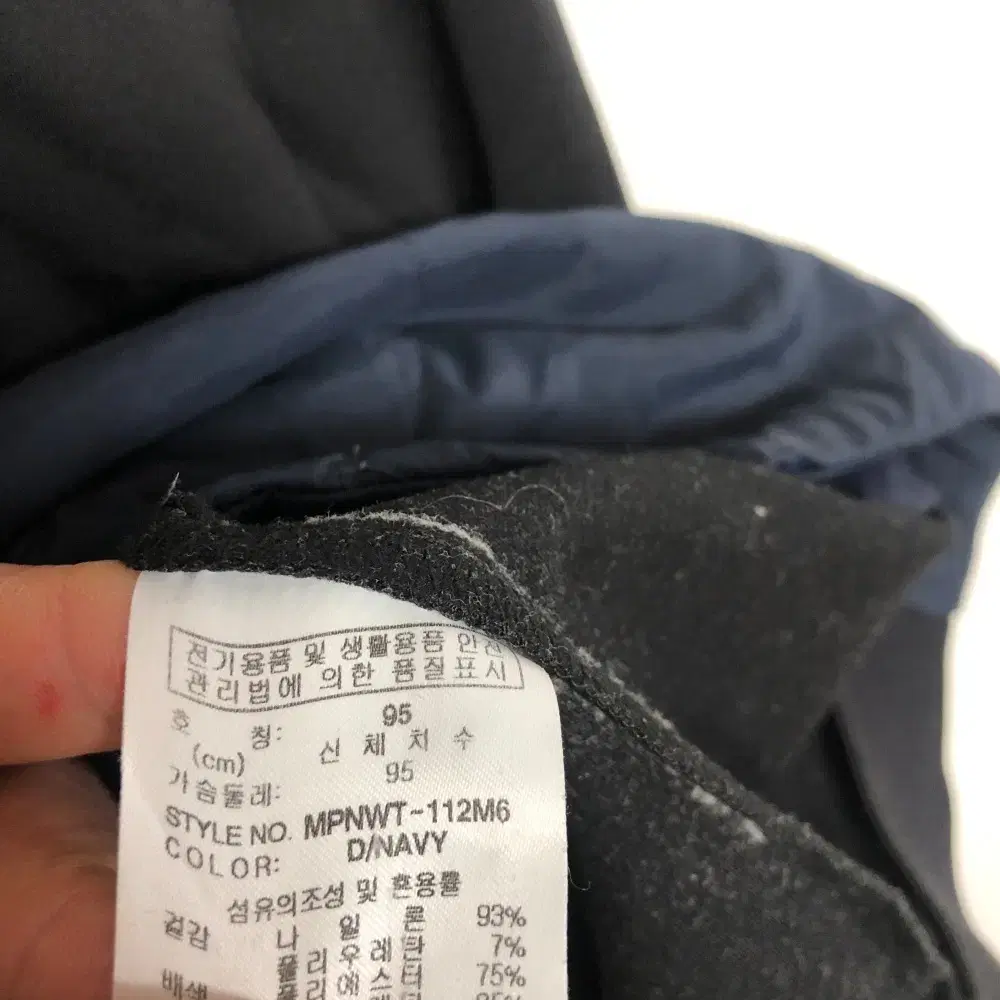 전기용품 및 생활용품 안전
관리법에 의한 품질표시
호 칭: 95
(cm) 신 체 치 수
가슴둘레: 95
STYLE NO. MPNWT-112M6
COLOR: D/NAVY
섬유의조성 및 혼용률
겉감 나 일 론 93%
폴리우레탄 7%
배색 폴리에스터 75%